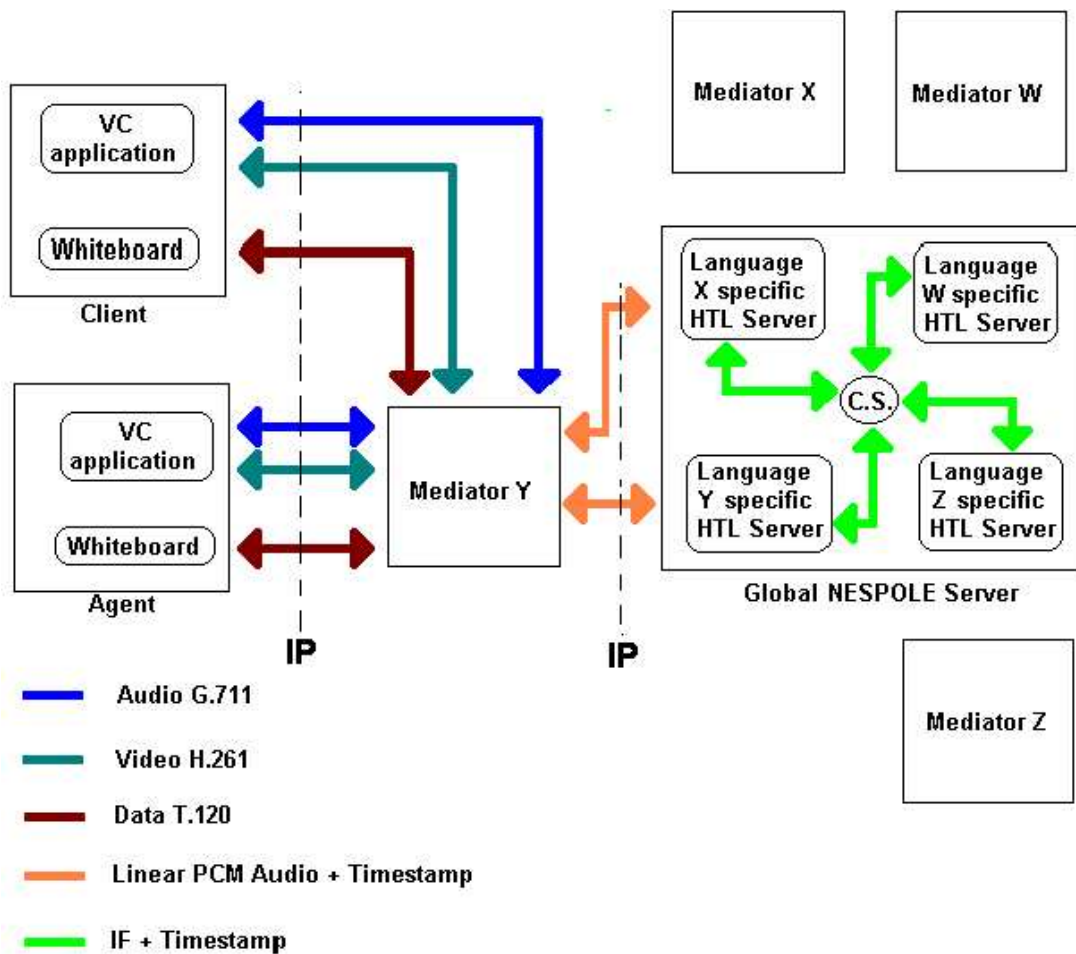 Mediator X
Mediator W
VC
application
Whiteboard
Client
Language
X specific
HTL Server
Language
W specific
HTL Server
C.S.
VC
application
Whiteboard
Agent
Mediator Y
Language
Y specific
HTL Server
Language
Z specific
HTL Server
Global NESPOLE Server
IP
IP
Mediator Z
Audio G.711
Video H.261
Data T.120
Linear PCM Audio + Timestamp
IF + Timestamp